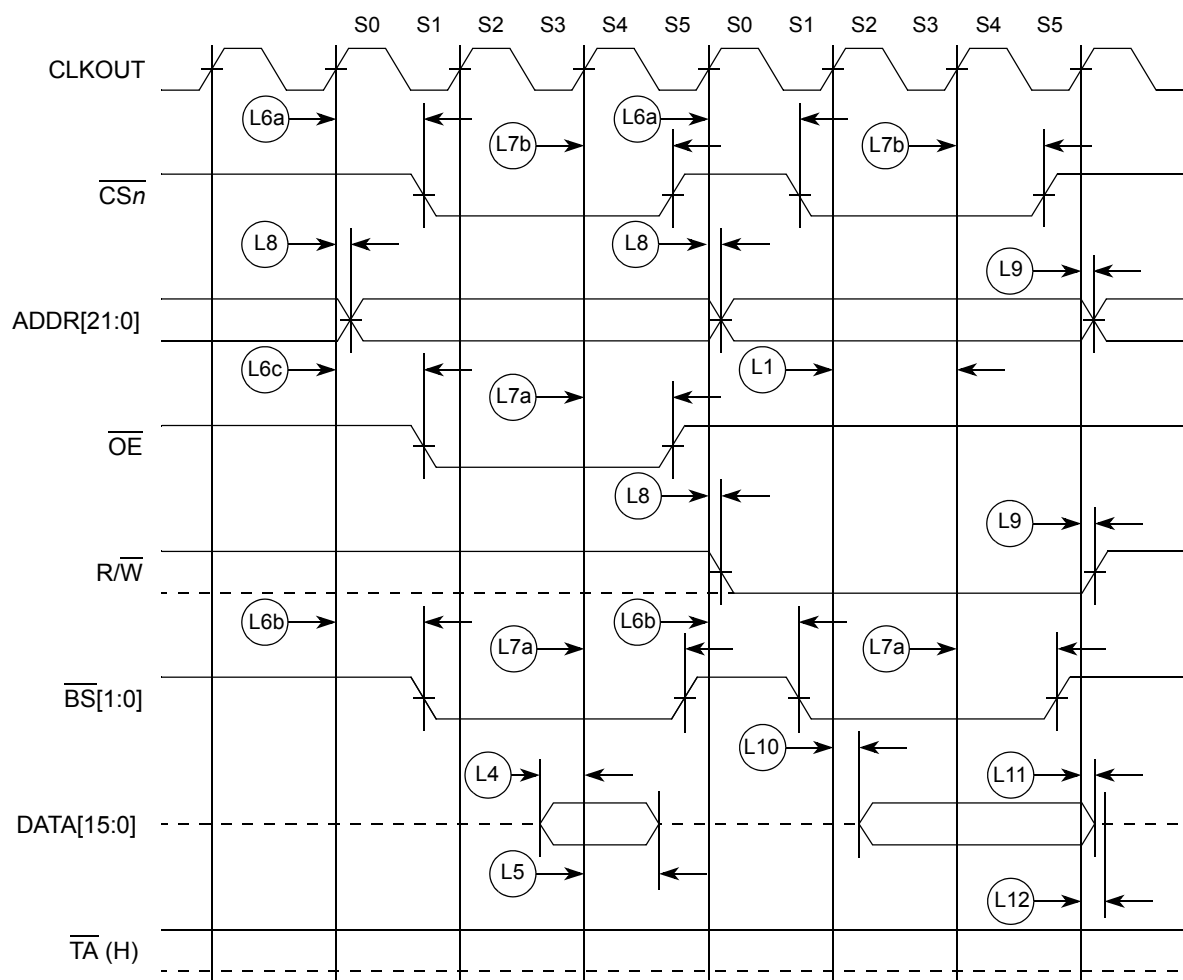 S0 S1 S2 S3 S4 S5 S0 S1 S2 S3 S4 S5
CLKOUT
L6a L6a
L7b L7b
CSn
L8 L8
L9
ADDR[21:0]
L6c L1
L7a
OE
L8
L9
R/W
L6b L6b
L7a L7a
BS[1:0]
L10
L4 L11
DATA[15:0]
L5
L12
TA (H)